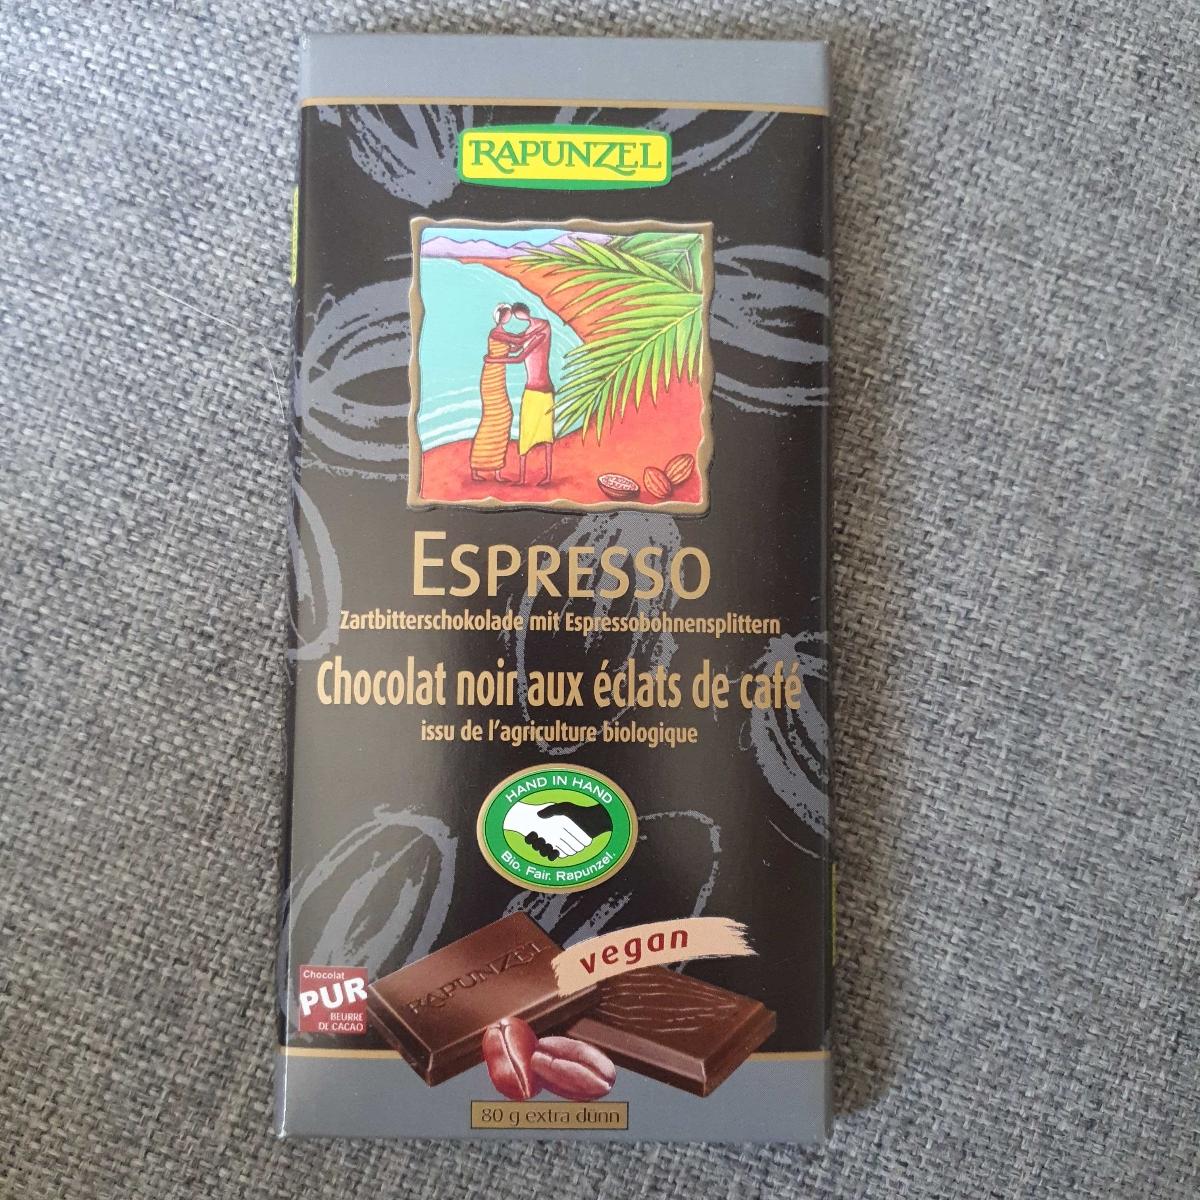 RAPUNZEL
ESPRESSO
Zartbitterschokolade mit Espressobohnensplittern
Chocolat noir aux éclats de café
issu de l'agriculture biologique
HAND IN HAND
Bio. Fair. Rapunzel.
vegan
RAPUNZEL
Chocolat
PUR
BEURRE
DE CACAO
80 g extra dünn